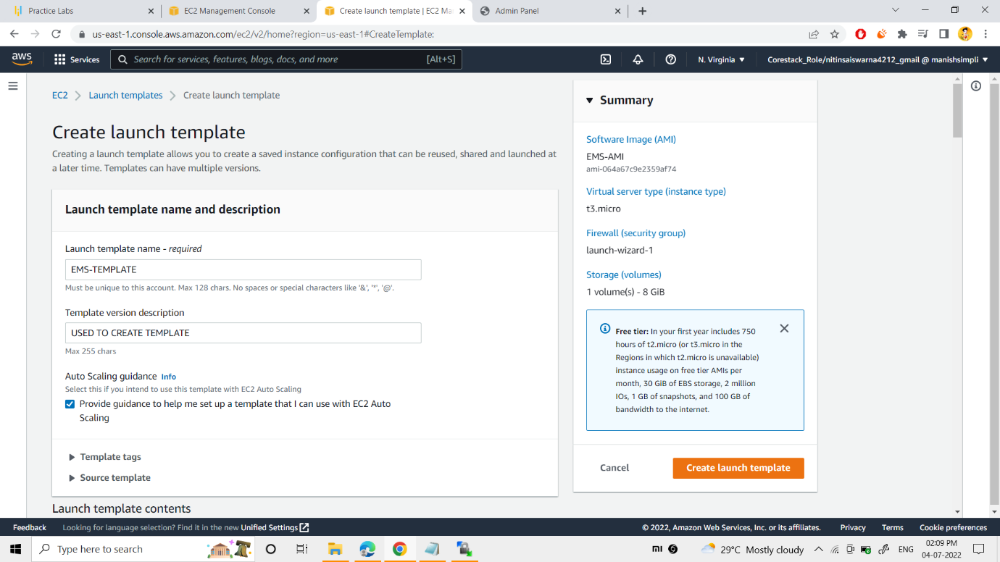 Practice Labs
EC2 Management Console
Create launch template | EC2 Ma
Admin Panel
us-east-1.console.aws.amazon.com/ec2/v2/home?region=us-east-1#CreateTemplate:
aws
Services
Search for services, features, blogs, docs, and more
[Alt+S]
N. Virginia
Corestack_Role/nitinsaiswarna4212_gmail @ manishsimpli
EC2
Launch templates
Create launch template
Create launch template
Creating a launch template allows you to create a saved instance configuration that can be reused, shared and launched at
a later time. Templates can have multiple versions.
Launch template name and description
Launch template name - required
EMS-TEMPLATE
Must be unique to this account. Max 128 chars. No spaces or special characters like '&', '*', '@'.
Template version description
USED TO CREATE TEMPLATE
Max 255 chars
Auto Scaling guidance Info
Select this if you intend to use this template with EC2 Auto Scaling
Provide guidance to help me set up a template that I can use with EC2 Auto
Scaling
Template tags
Source template
Launch template contents
Summary
Software Image (AMI)
EMS-AMI
ami-064a67c9e2359af74
Virtual server type (instance type)
t3.micro
Firewall (security group)
launch-wizard-1
Storage (volumes)
1 volume(s) - 8 GiB
Free tier: In your first year includes 750
hours of t2.micro (or t3.micro in the
Regions in which t2.micro is unavailable)
instance usage on free tier AMIs per
month, 30 GiB of EBS storage, 2 million
IOs, 1 GB of snapshots, and 100 GB of
bandwidth to the internet.
Cancel
Create launch template
Feedback
Looking for language selection? Find it in the new Unified Settings
© 2022, Amazon Web Services, Inc. or its affiliates.
Privacy
Terms
Cookie preferences
Type here to search
29°C Mostly cloudy
ENG
02:09 PM
04-07-2022